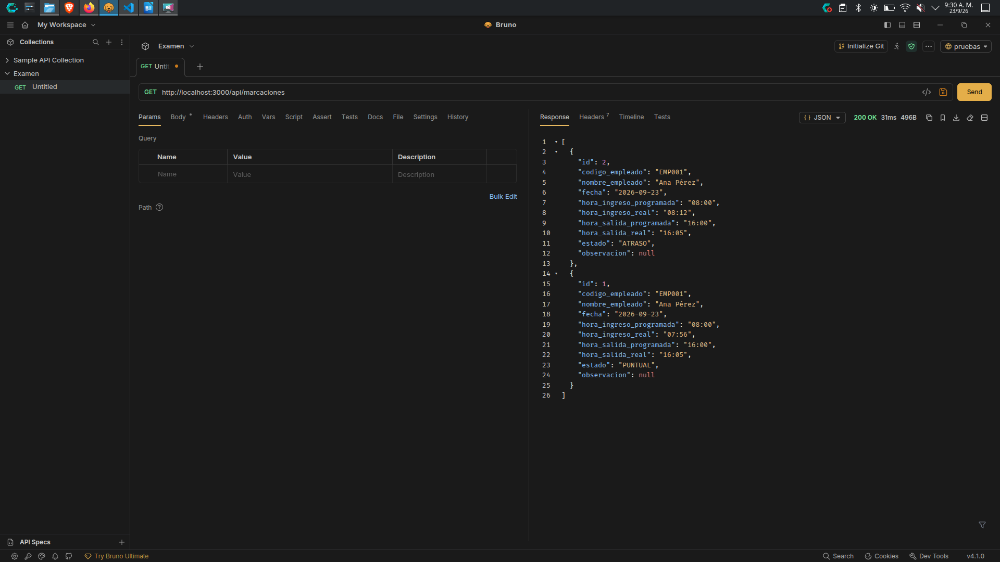 9:30 A. M.
23/9/26
My Workspace
Bruno
Collections
Examen
Initialize Git
pruebas
Sample API Collection
Examen
GET Untitled
GET Untit
GET http://localhost:3000/api/marcaciones
Send
Params Body Headers Auth Vars Script Assert Tests Docs File Settings History
Query
Name Value Description
Name Value Description
Bulk Edit
Path
Response Headers 7 Timeline Tests
{ } JSON 200 OK 31ms 496B
1 [
2 {
3 "id": 2,
4 "codigo_empleado": "EMP001",
5 "nombre_empleado": "Ana Pérez",
6 "fecha": "2026-09-23",
7 "hora_ingreso_programada": "08:00",
8 "hora_ingreso_real": "08:12",
9 "hora_salida_programada": "16:00",
10 "hora_salida_real": "16:05",
11 "estado": "ATRASO",
12 "observacion": null
13 },
14 {
15 "id": 1,
16 "codigo_empleado": "EMP001",
17 "nombre_empleado": "Ana Pérez",
18 "fecha": "2026-09-23",
19 "hora_ingreso_programada": "08:00",
20 "hora_ingreso_real": "07:56",
21 "hora_salida_programada": "16:00",
22 "hora_salida_real": "16:05",
23 "estado": "PUNTUAL",
24 "observacion": null
25 }
26 ]
API Specs
Try Bruno Ultimate
Search Cookies Dev Tools v4.1.0